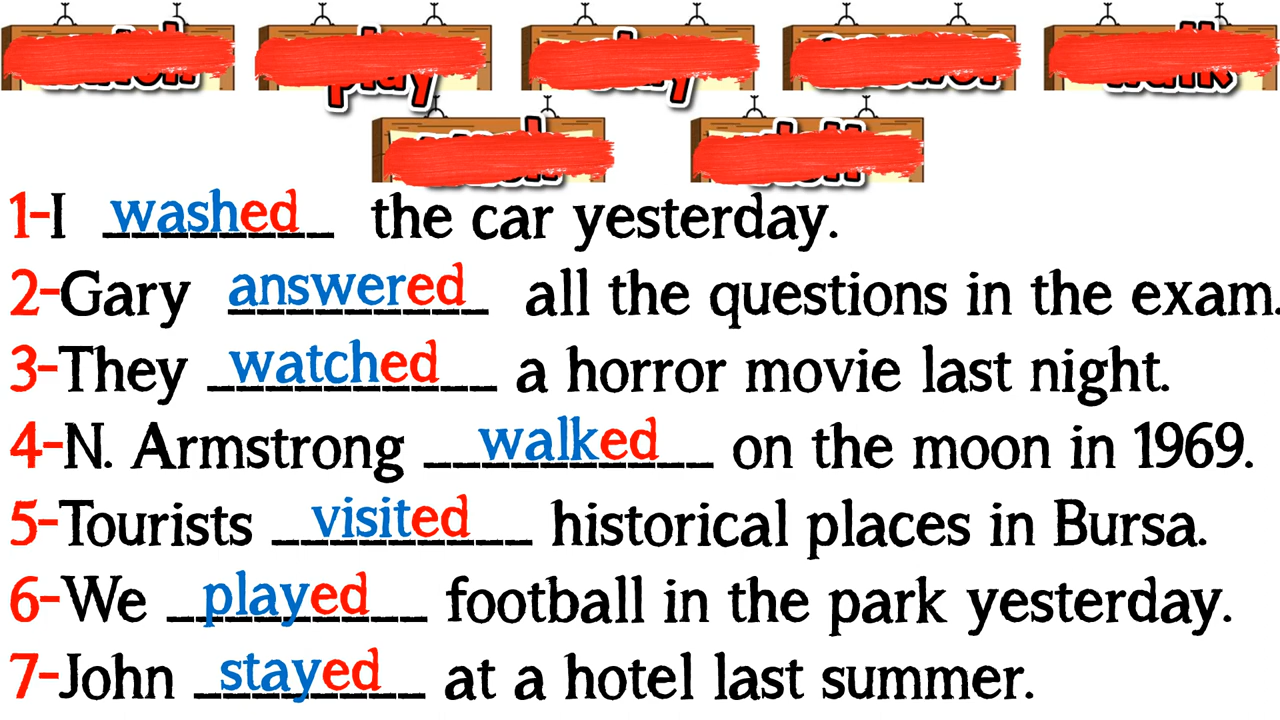 play
walk
1-I washed the car yesterday.
2-Gary answered all the questions in the exam.
3-They watched a horror movie last night.
4-N. Armstrong walked on the moon in 1969.
5-Tourists visited historical places in Bursa.
6-We played football in the park yesterday.
7-John stayed at a hotel last summer.